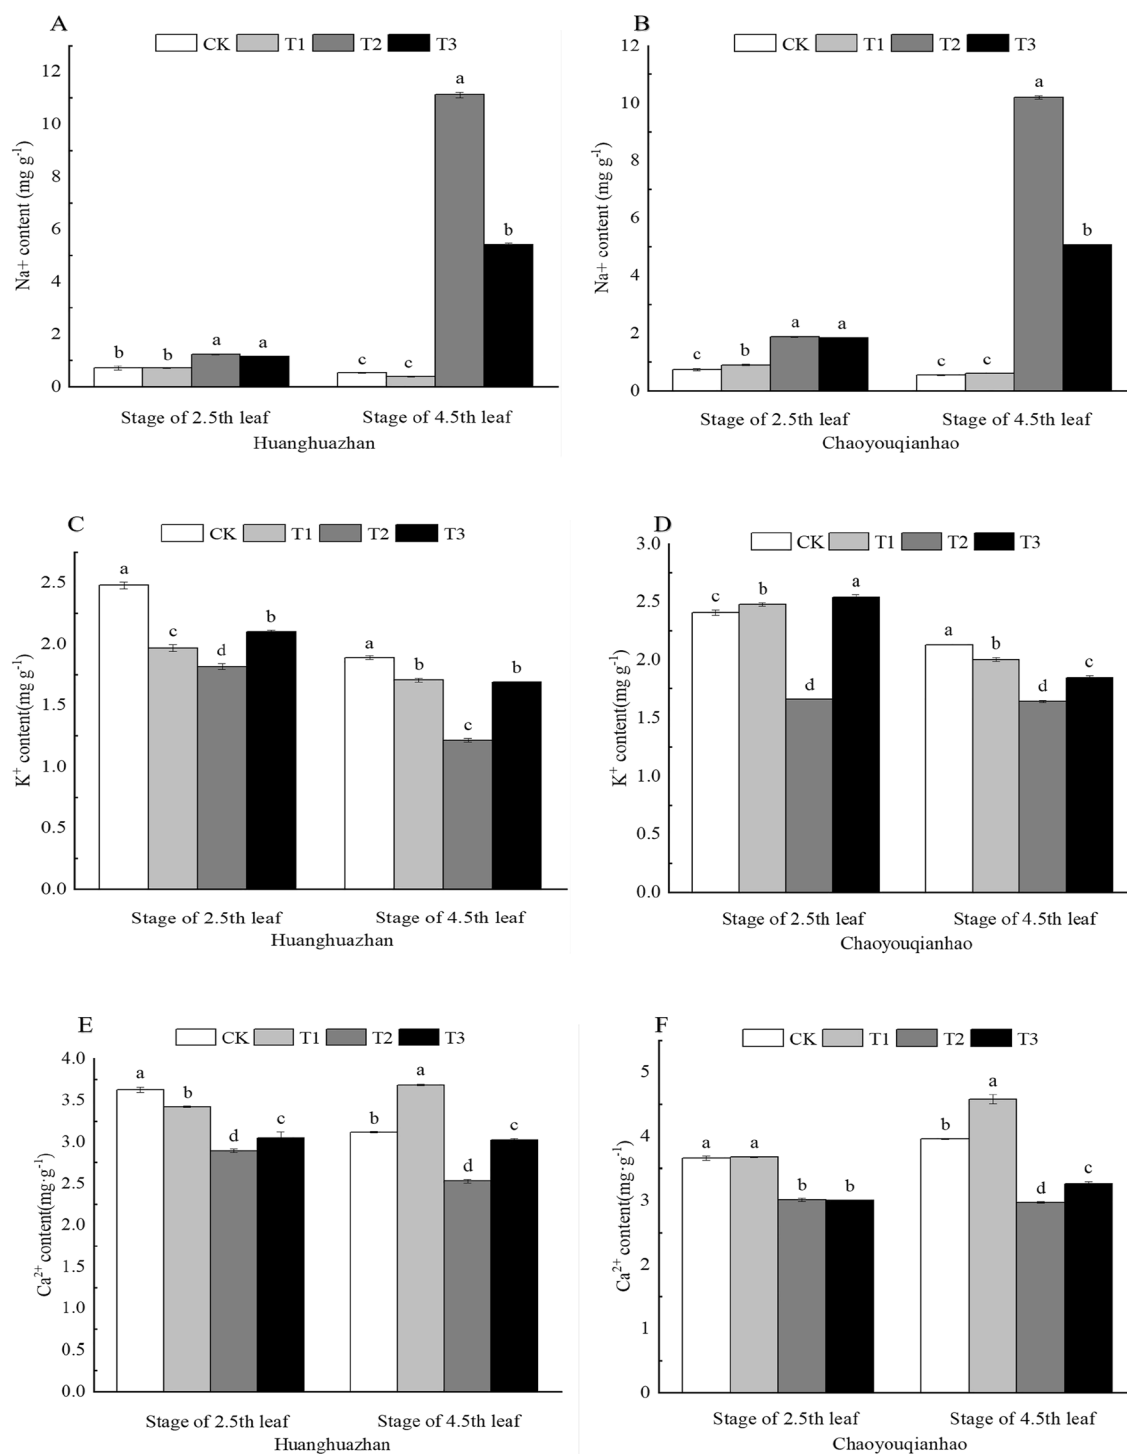 A
CK T1 T2 T3
Na+ content (mg g-1)
12
10
8
6
4
2
0
b b a a c c a b
Stage of 2.5th leaf Stage of 4.5th leaf
Huanghuazhan
B
CK T1 T2 T3
Na+ content (mg g-1)
12
10
8
6
4
2
0
c b a a c c a b
Stage of 2.5th leaf Stage of 4.5th leaf
Chaoyouqianhao
C
CK T1 T2 T3
K+ content(mg g-1)
2.5
2.0
1.5
1.0
0.5
0.0
a c d b a b c b
Stage of 2.5th leaf Stage of 4.5th leaf
Huanghuazhan
D
CK T1 T2 T3
K+ content(mg g-1)
3.0
2.5
2.0
1.5
1.0
0.5
0.0
c b d a a b d c
Stage of 2.5th leaf Stage of 4.5th leaf
Chaoyouqianhao
E
CK T1 T2 T3
Ca2+ content(mg·g-1)
4.0
3.5
3.0
2.5
2.0
1.5
1.0
0.5
0.0
a b d c b a d c
Stage of 2.5th leaf Stage of 4.5th leaf
Huanghuazhan
F
CK T1 T2 T3
Ca2+ content(mg·g-1)
5
4
3
2
1
0
a a b b b a d c
Stage of 2.5th leaf Stage of 4.5th leaf
Chaoyouqianhao